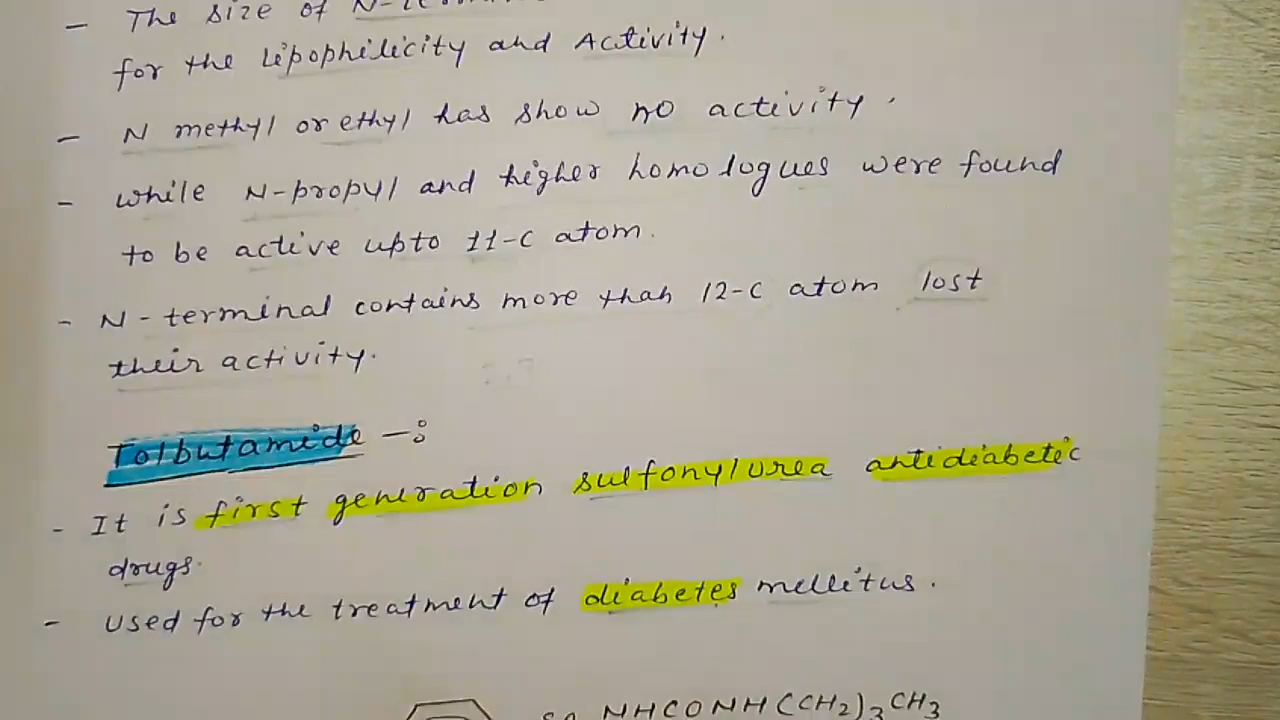 - The size of N-
for the Lipophilicity and Activity.
- N methyl or ethyl has show no activity.
- while N-propyl and higher homologues were found
to be active upto 11-C atom.
- N-terminal contains more than 12-C atom lost
their activity.
Tolbutamide -:
- It is first generation sulfonylurea antidiabetic
drugs.
- Used for the treatment of diabetes mellitus.
NHCONH(CH2)3CH3